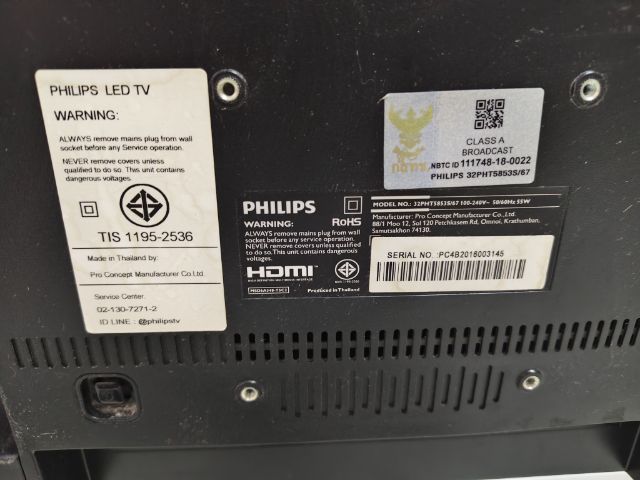 PHILIPS LED TV
WARNING:
ALWAYS remove mains plug from wall
socket before any Service operation.
NEVER remove covers unless
qualified to do so. This unit contains
dangerous voltages.
TIS 1195-2536
Made in Thailand by:
Pro Concept Manufacturer Co.Ltd.
Service Center
02-130-7271-2
ID LINE : @philipstv
CLASS A
BROADCAST
NBTC ID 111748-18-0022
PHILIPS 32PHT5853S/67
PHILIPS
WARNING: RoHS
ALWAYS remove mains plug from wall
socket before any service operation.
NEVER remove covers unless qualified
to do so.This unit contains dangerous
voltages.
HDMI
HIGH-DEFINITION MULTIMEDIA INTERFACE
Produced in Thailand
MODEL NO.: 32PHT5853S/67 100-240V~ 50/60Hz 55W
Manufacturer: Pro Concept Manufacturer Co.,Ltd.
88/1 Moo 12, Soi 120 Petchkasem Rd, Omnoi, Krathumban,
Samutsakhon 74130.
SERIAL NO. :PC4B2018003145